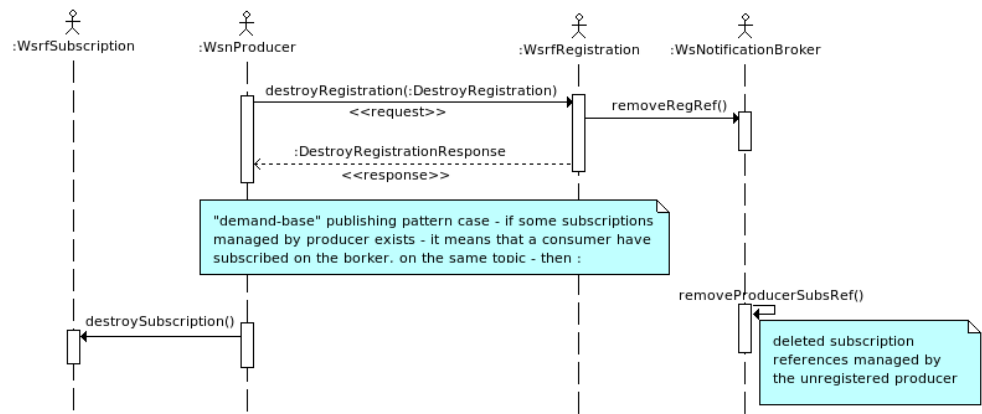 :WsrfSubscription
:WsnProducer
:WsrfRegistration
:WsNotificationBroker
destroyRegistration(:DestroyRegistration)
<<request>>
removeRegRef()
:DestroyRegistrationResponse
<<response>>
"demand-base" publishing pattern case - if some subscriptions
managed by producer exists - it means that a consumer have
subscribed on the borker, on the same topic - then :
removeProducerSubsRef()
destroySubscription()
deleted subscription
references managed by
the unregistered producer